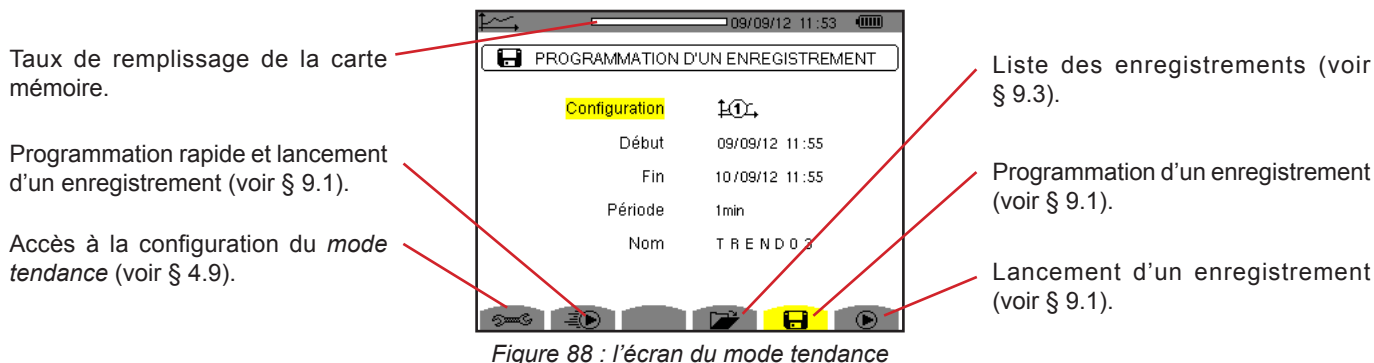 09/09/12 11:53
PROGRAMMATION D'UN ENREGISTREMENT
Taux de remplissage de la carte
mémoire.
Programmation rapide et lancement
d'un enregistrement (voir § 9.1).
Accès à la configuration du mode
tendance (voir § 4.9).
Configuration 1
Début 09/09/12 11:55
Fin 10/09/12 11:55
Période 1min
Nom TREND03
Liste des enregistrements (voir
§ 9.3).
Programmation d'un enregistrement
(voir § 9.1).
Lancement d'un enregistrement
(voir § 9.1).
Figure 88 : l'écran du mode tendance